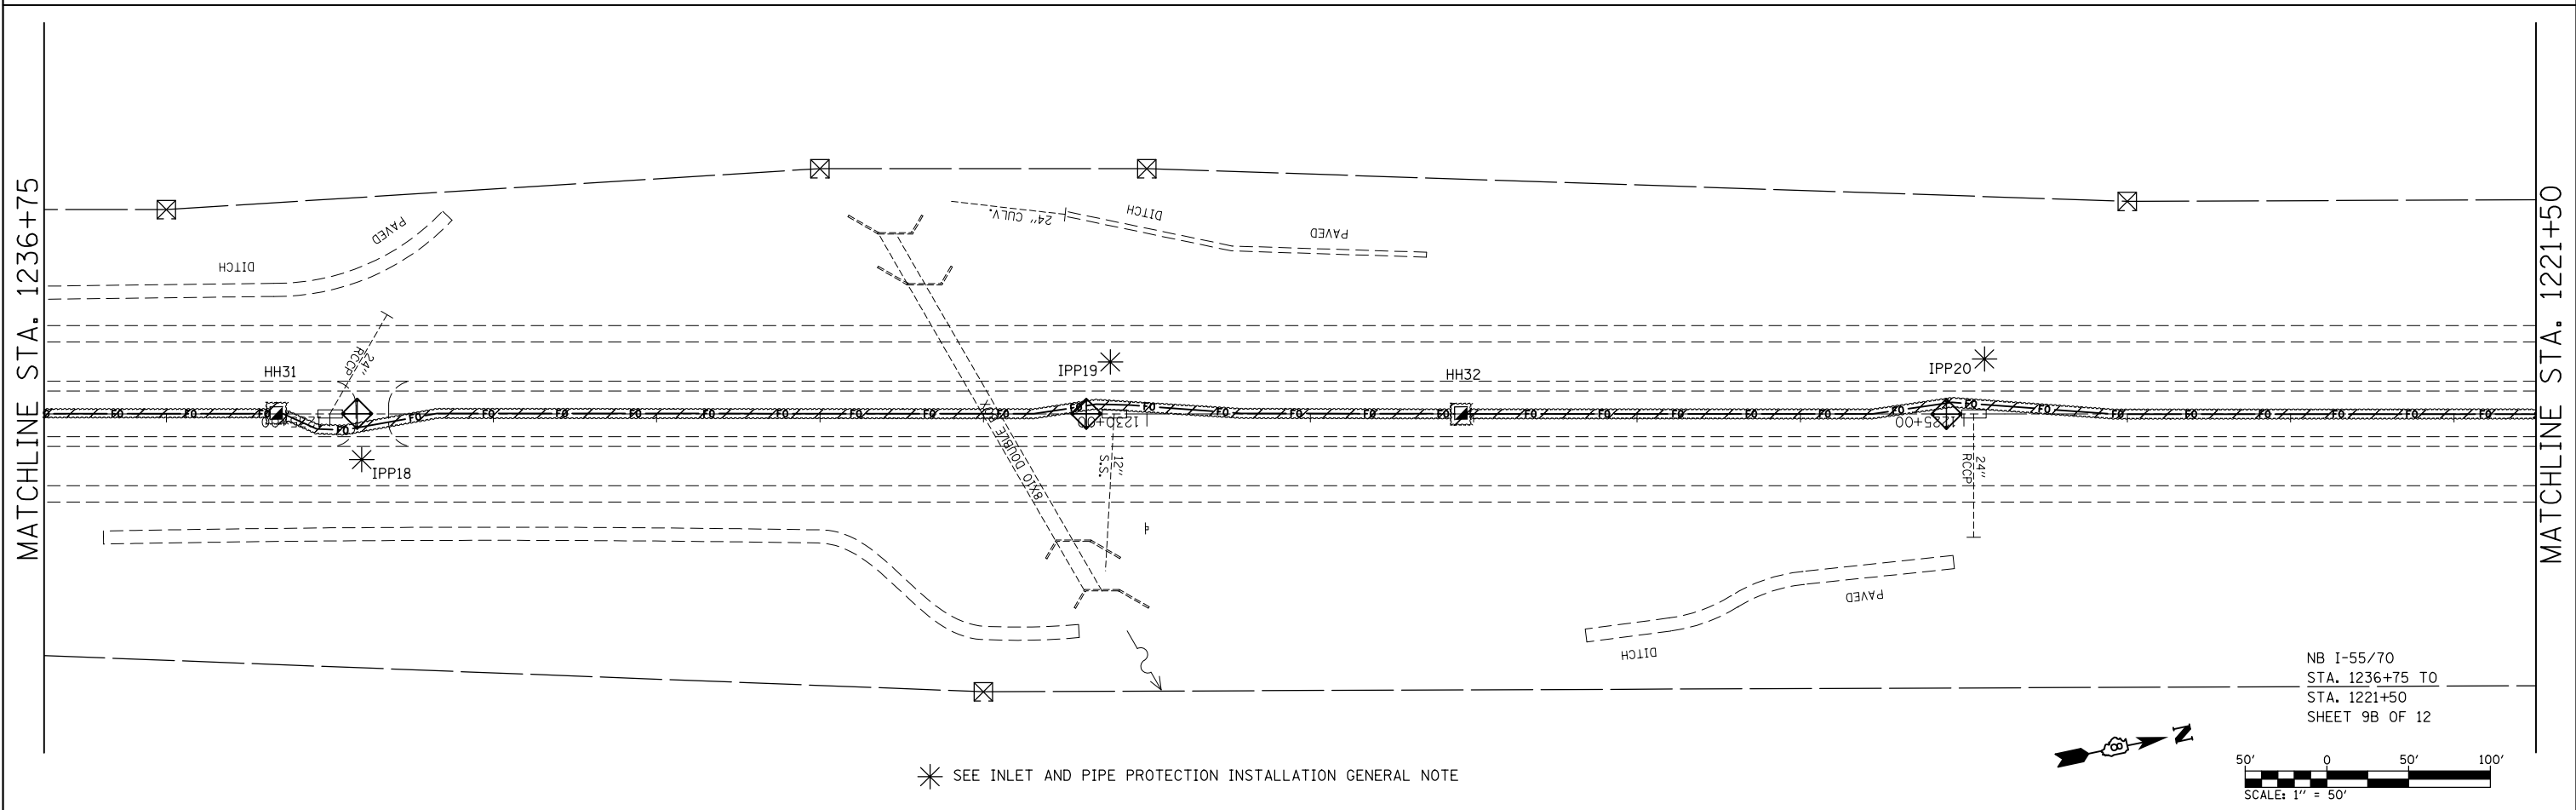 MATCHLINE STA. 1236+75
DITCH
PAVED
24" CULV.
DITCH
PAVED
24"
RCCP
HH31
FO
IPP18
8X10 DOUBLE BOX
IPP19
1230+00
12"
S.S.
HH32
IPP20
24"
RCCP
PAVED
DITCH
MATCHLINE STA. 1221+50
NB I-55/70
STA. 1236+75 TO
STA. 1221+50
SHEET 9B OF 12
N
50' 0 50' 100'
SCALE: 1" = 50'
SEE INLET AND PIPE PROTECTION INSTALLATION GENERAL NOTE